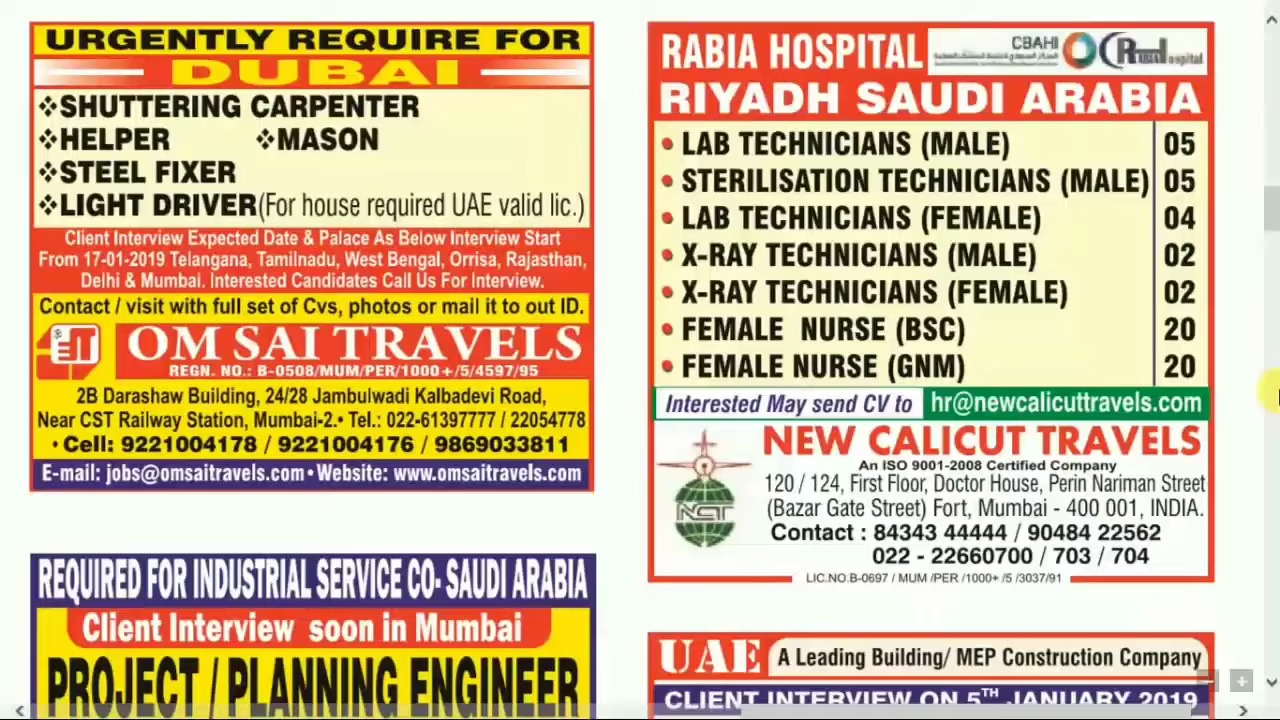 URGENTLY REQUIRE FOR
DUBAI
❖SHUTTERING CARPENTER
❖HELPER ❖MASON
❖STEEL FIXER
❖LIGHT DRIVER(For house required UAE valid lic.)
Client Interview Expected Date & Palace As Below Interview Start
From 17-01-2019 Telangana, Tamilnadu, West Bengal, Orrisa, Rajasthan,
Delhi & Mumbai. Interested Candidates Call Us For Interview.
Contact / visit with full set of Cvs, photos or mail it to out ID.
OM SAI TRAVELS
REGN. NO.: B-0508/MUM/PER/1000+/5/4597/95
2B Darashaw Building, 24/28 Jambulwadi Kalbadevi Road,
Near CST Railway Station, Mumbai-2.• Tel.: 022-61397777 / 22054778
• Cell: 9221004178 / 9221004176 / 9869033811
E-mail: jobs@omsaitravels.com • Website: www.omsaitravels.com
REQUIRED FOR INDUSTRIAL SERVICE CO- SAUDI ARABIA
Client Interview soon in Mumbai
PROJECT / PLANNING ENGINEER
RABIA HOSPITAL
CBAHI
RIYADH SAUDI ARABIA
• LAB TECHNICIANS (MALE) 05
• STERILISATION TECHNICIANS (MALE) 05
• LAB TECHNICIANS (FEMALE) 04
• X-RAY TECHNICIANS (MALE) 02
• X-RAY TECHNICIANS (FEMALE) 02
• FEMALE NURSE (BSC) 20
• FEMALE NURSE (GNM) 20
Interested May send CV to hr@newcalicuttravels.com
NEW CALICUT TRAVELS
An ISO 9001-2008 Certified Company
NCT
120 / 124, First Floor, Doctor House, Perin Nariman Street
(Bazar Gate Street) Fort, Mumbai - 400 001, INDIA.
Contact : 84343 44444 / 90484 22562
022 - 22660700 / 703 / 704
LIC.NO.B-0697 / MUM /PER /1000+ /5 /3037/91
UAE A Leading Building/ MEP Construction Company
CLIENT INTERVIEW ON 5TH JANUARY 2019